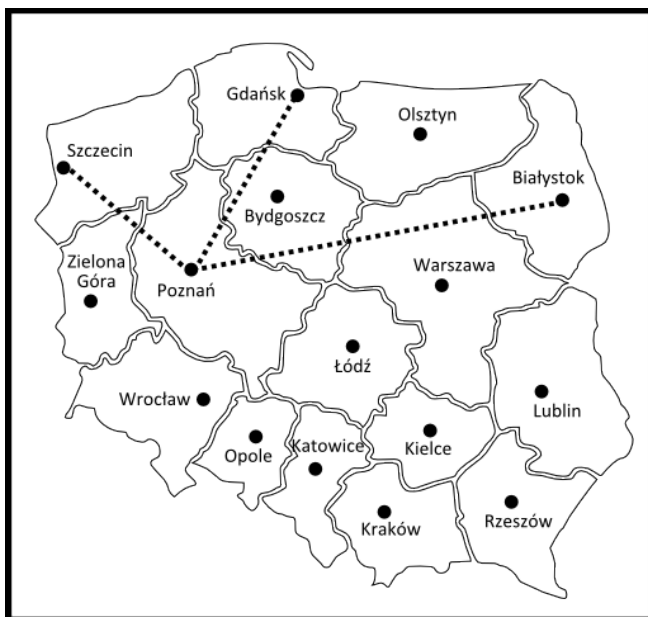 Gdańsk
Olsztyn
Szczecin
Białystok
Bydgoszcz
Zielona
Góra
Poznań
Warszawa
Łódź
Wrocław
Lublin
Opole
Katowice
Kielce
Kraków
Rzeszów